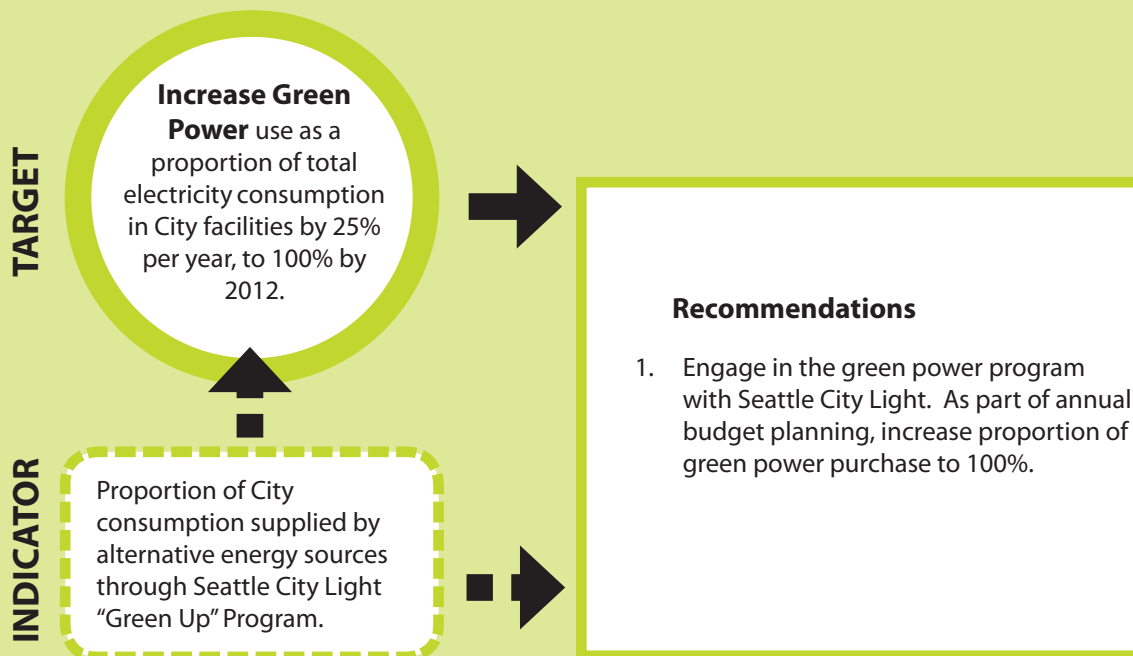 TARGET
Increase Green
Power use as a
proportion of total
electricity consumption
in City facilities by 25%
per year, to 100% by
2012.
INDICATOR
Proportion of City
consumption supplied by
alternative energy sources
through Seattle City Light
“Green Up” Program.
Recommendations
1. Engage in the green power program
with Seattle City Light.  As part of annual
budget planning, increase proportion of
green power purchase to 100%.